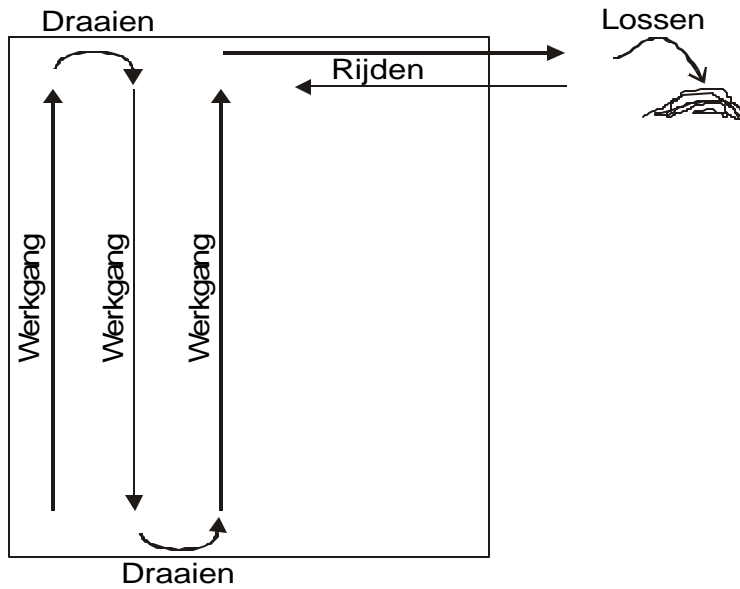 Draaien
Lossen
Rijden
Werkgang
Werkgang
Werkgang
Draaien